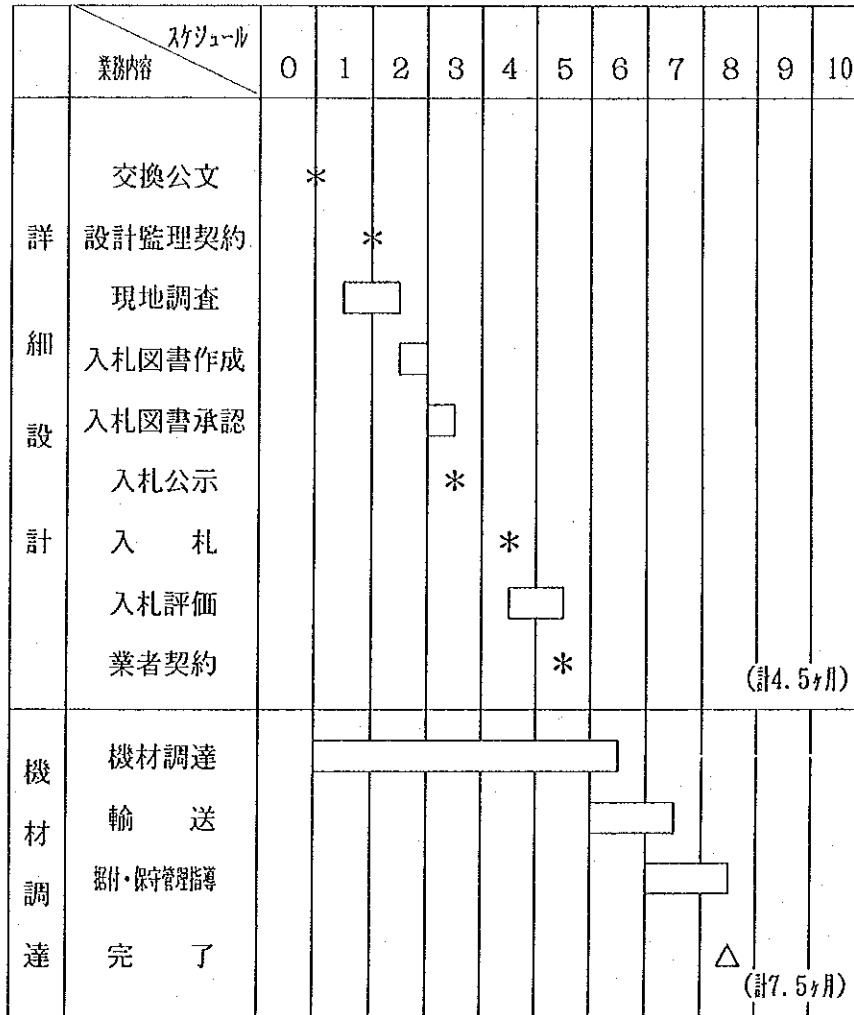 スケジュール
業務内容 0 1 2 3 4 5 6 7 8 9 10
詳細設計
交換公文 *
設計監理契約 *
現地調査
入札図書作成
入札図書承認
入札公示 *
入 札 *
入札評価
業者契約 *
(計4.5ヶ月)
機材調達
機材調達
輸 送
据付・保守管理指導
完 了 △
(計7.5ヶ月)